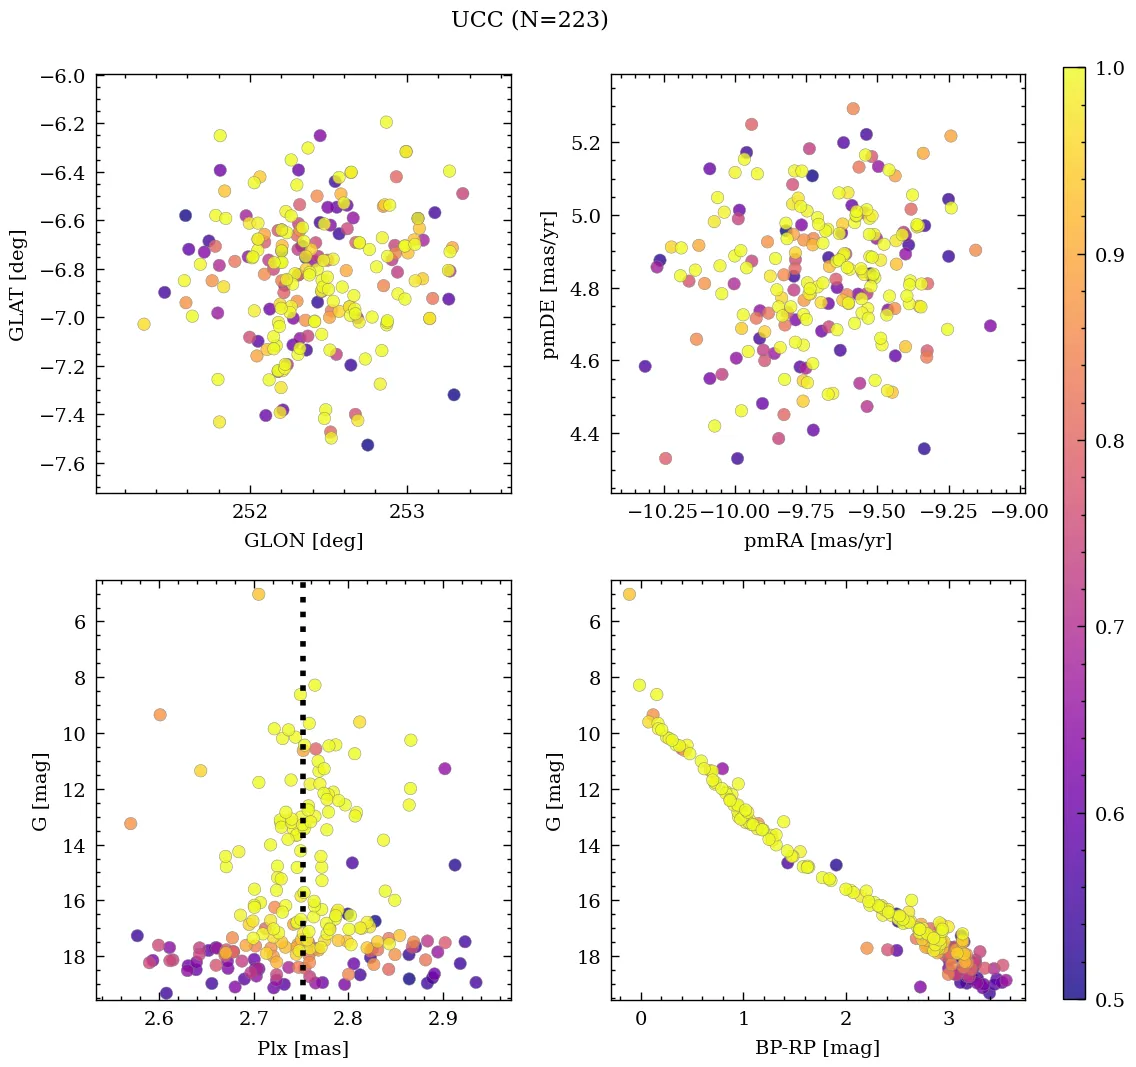 UCC (N=223)
−6.0
−6.2
−6.4
−6.6
−6.8
−7.0
−7.2
−7.4
−7.6
GLAT [deg]
252 253
GLON [deg]
5.2
5.0
4.8
4.6
4.4
pmDE [mas/yr]
−10.25 −10.00 −9.75 −9.50 −9.25 −9.00
pmRA [mas/yr]
6
8
10
12
14
16
18
G [mag]
2.6 2.7 2.8 2.9
Plx [mas]
6
8
10
12
14
16
18
G [mag]
0 1 2 3
BP-RP [mag]
1.0
0.9
0.8
0.7
0.6
0.5